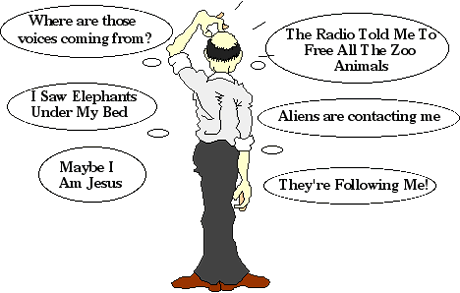 Where are those
voices coming from?
The Radio Told Me To
Free All The Zoo
Animals
I Saw Elephants
Under My Bed
Aliens are contacting me
Maybe I
Am Jesus
They're Following Me!